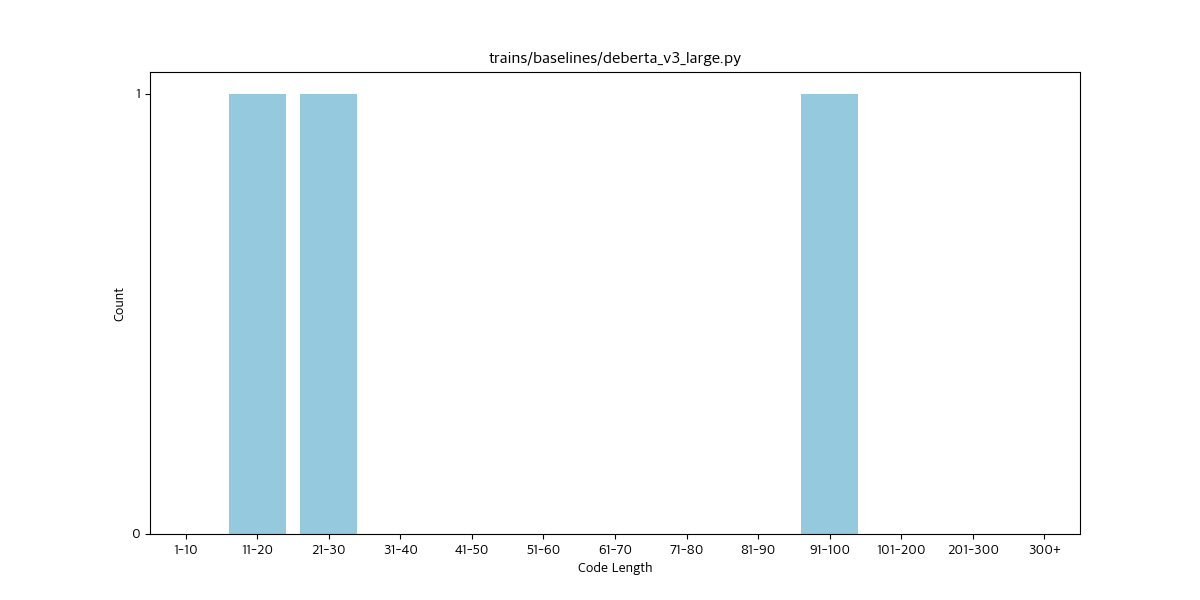 trains/baselines/deberta_v3_large.py
1
Count
0
1-10 11-20 21-30 31-40 41-50 51-60 61-70 71-80 81-90 91-100 101-200 201-300 300+
Code Length